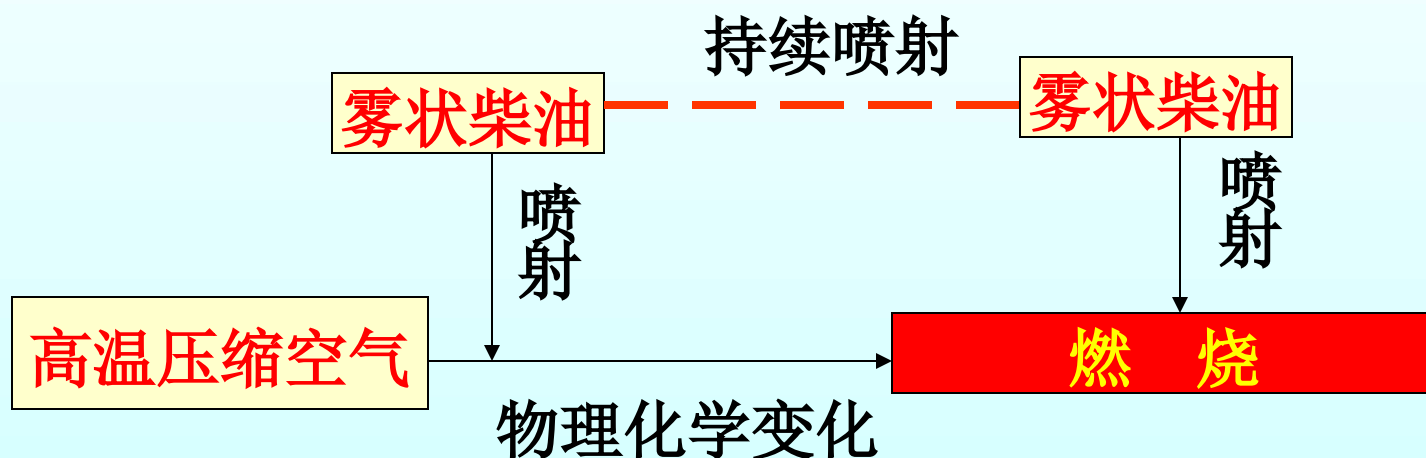 持续喷射
雾状柴油
雾状柴油
喷射
喷射
高温压缩空气
燃 烧
物理化学变化